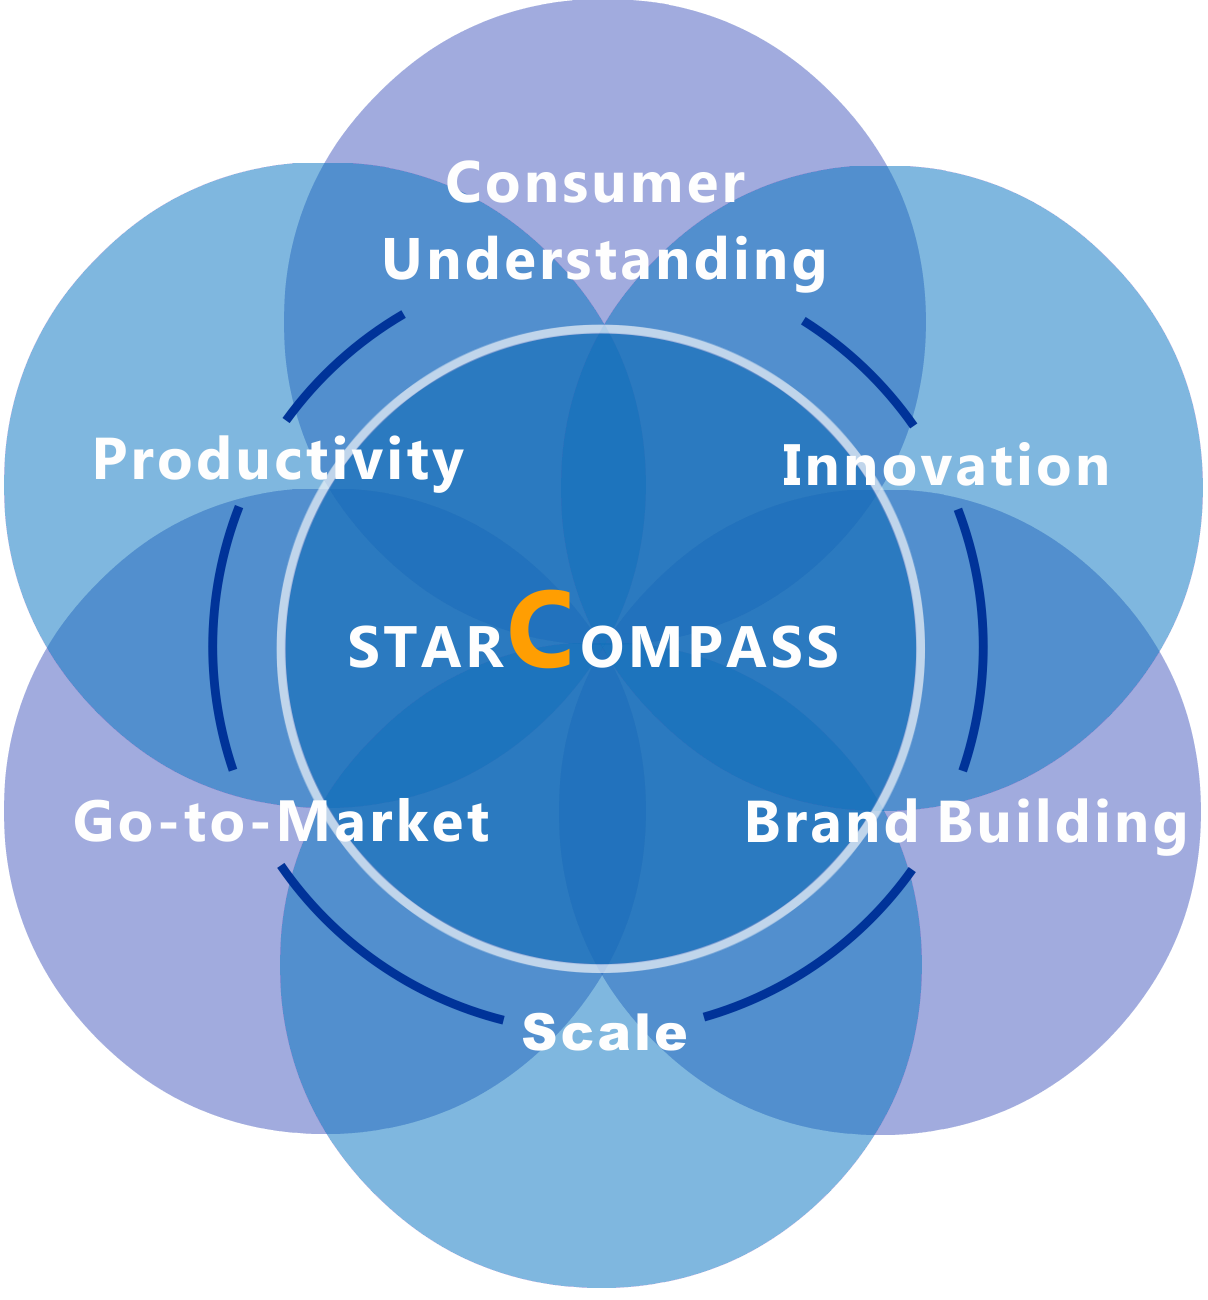 Consumer
Understanding
Productivity
Innovation
STARCOMPASS
Go-to-Market
Brand Building
Scale